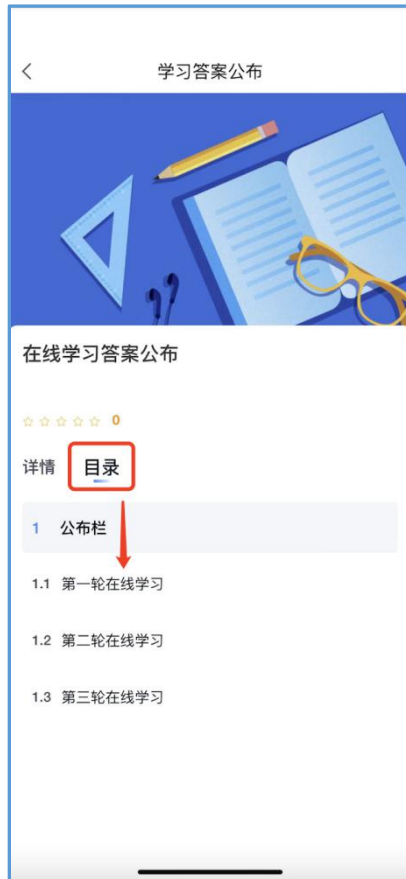 学习答案公布
在线学习答案公布
0
详情 目录
1 公布栏
1.1 第一轮在线学习
1.2 第二轮在线学习
1.3 第三轮在线学习